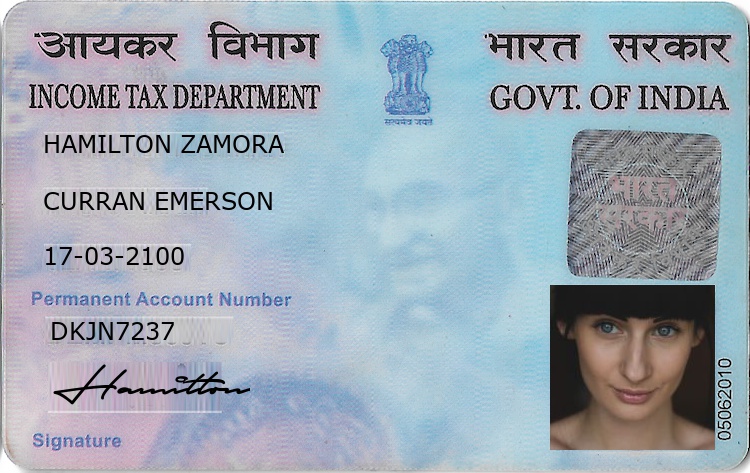 आयकर विभाग
भारत सरकार
INCOME TAX DEPARTMENT
GOVT. OF INDIA
HAMILTON ZAMORA
CURRAN EMERSON
17-03-2100
Permanent Account Number
DKJN7237
Hamilton
Signature
सत्यमेव जयते
भारत
सरकार
05062010